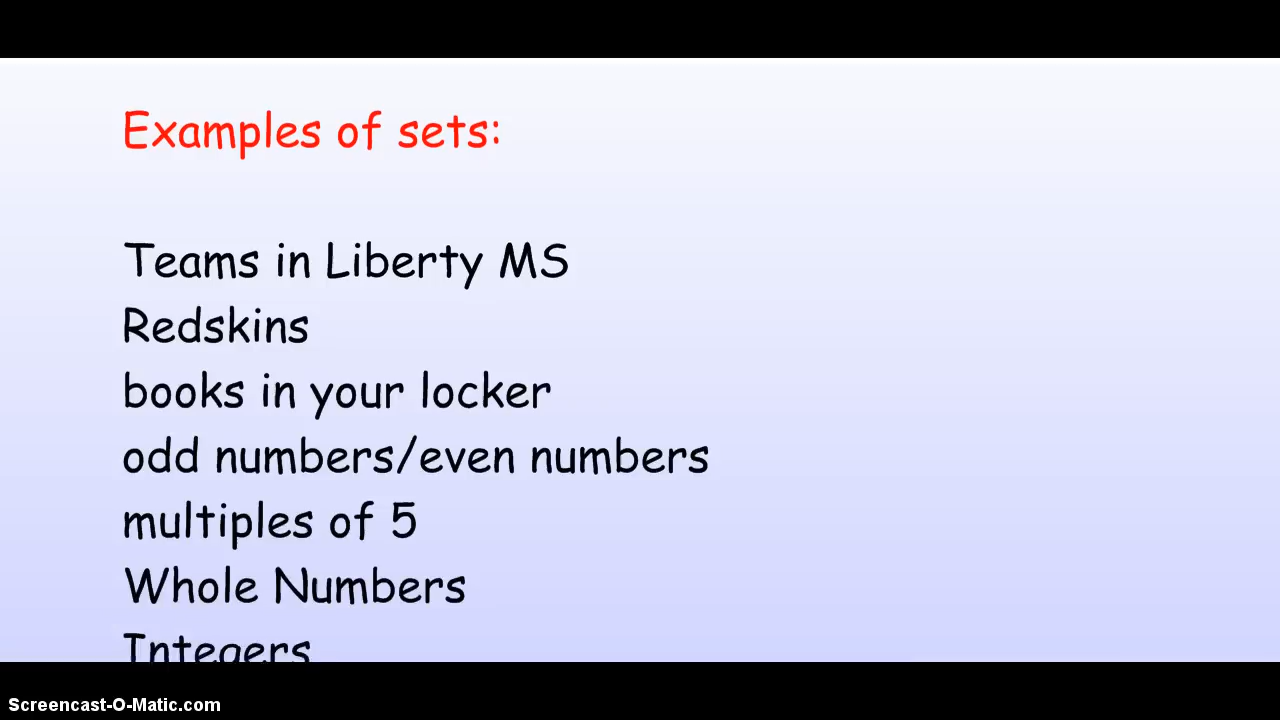 Examples of sets:
Teams in Liberty MS
Redskins
books in your locker
odd numbers/even numbers
multiples of 5
Whole Numbers
Integers
Screencast-O-Matic.com